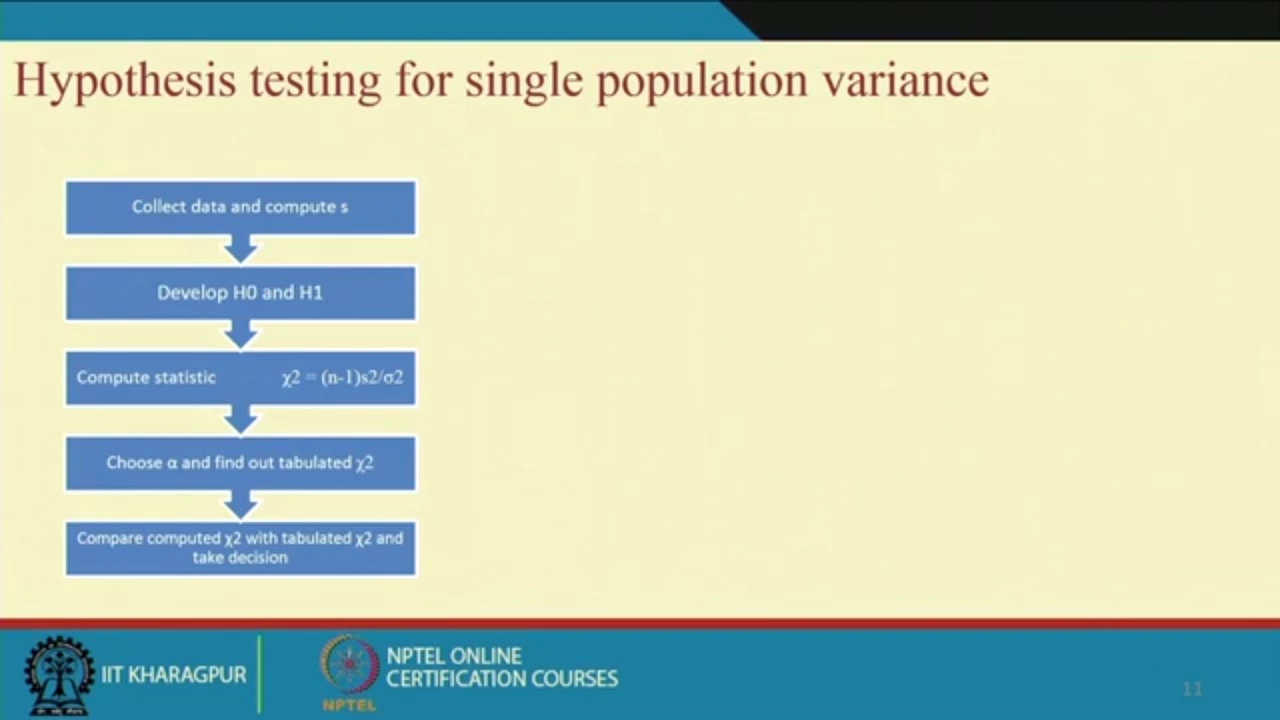 Hypothesis testing for single population variance
Collect data and compute s
Develop H0 and H1
Compute statistic χ2 = (n-1)s2/σ2
Choose α and find out tabulated χ2
Compare computed χ2 with tabulated χ2 and
take decision
IIT KHARAGPUR
NPTEL
NPTEL ONLINE
CERTIFICATION COURSES
11